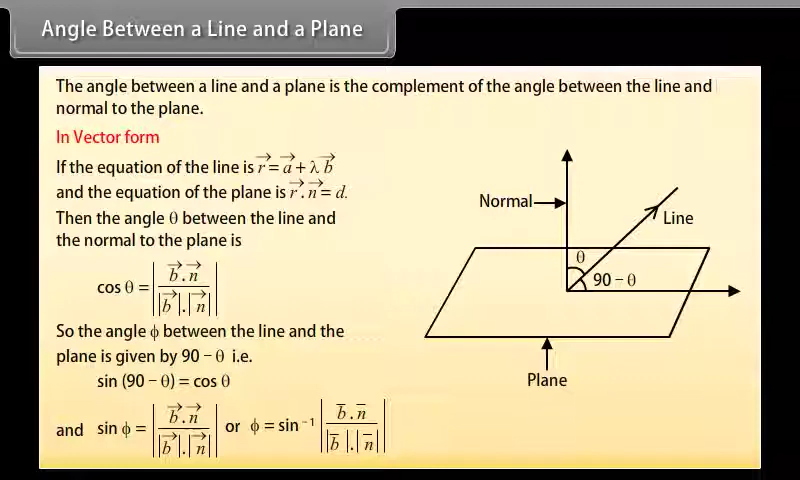 Angle Between a Line and a Plane
The angle between a line and a plane is the complement of the angle between the line and
normal to the plane.
In Vector form
If the equation of the line is r⃗ = a⃗ + λ b⃗
and the equation of the plane is r⃗ . n⃗ = d.
Then the angle θ between the line and
the normal to the plane is
cos θ = | b⃗ . n⃗ / |b⃗| . |n⃗| |
So the angle ϕ between the line and the
plane is given by 90 – θ i.e.
sin (90 – θ) = cos θ
and sin ϕ = | b⃗ . n⃗ / |b⃗| . |n⃗| | or ϕ = sin⁻¹ | b̅ . n̅ / |b̅| . |n̅| |
Normal
Line
θ
90 – θ
Plane